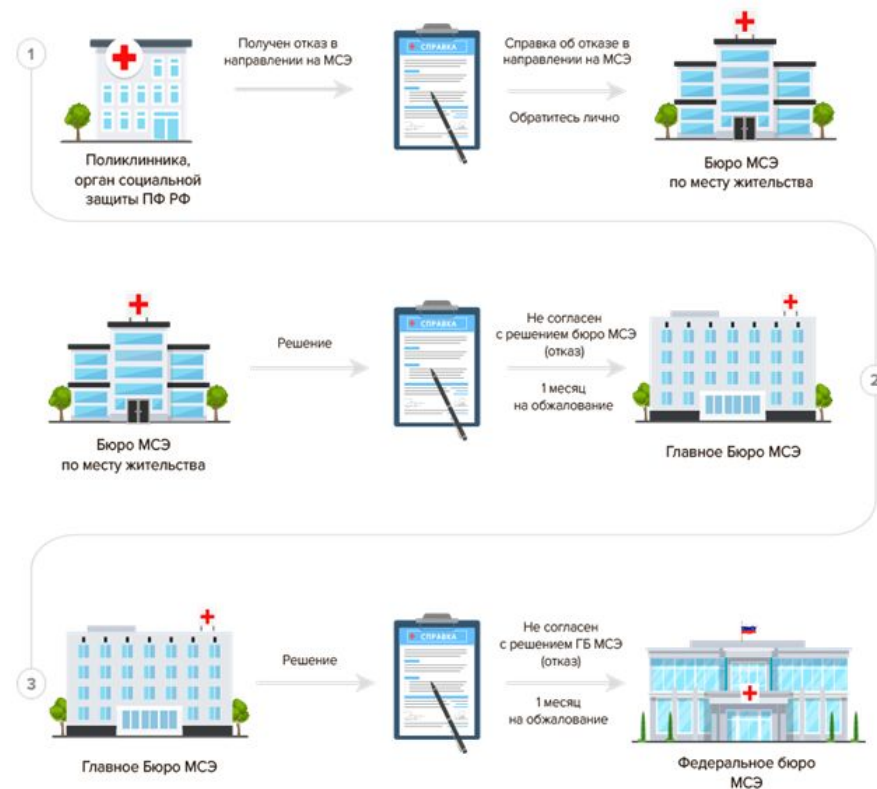 1
Получен отказ в
направлении на МСЭ
СПРАВКА
Справка об отказе в
направлении на МСЭ
Обратитесь лично
Поликлинника,
орган социальной
защиты ПФ РФ
Бюро МСЭ
по месту жительства
2
Решение
СПРАВКА
Не согласен
с решением бюро МСЭ
(отказ)
1 месяц
на обжалование
Бюро МСЭ
по месту жительства
Главное Бюро МСЭ
3
Решение
СПРАВКА
Не согласен
с решением ГБ МСЭ
(отказ)
1 месяц
на обжалование
Главное Бюро МСЭ
Федеральное бюро
МСЭ